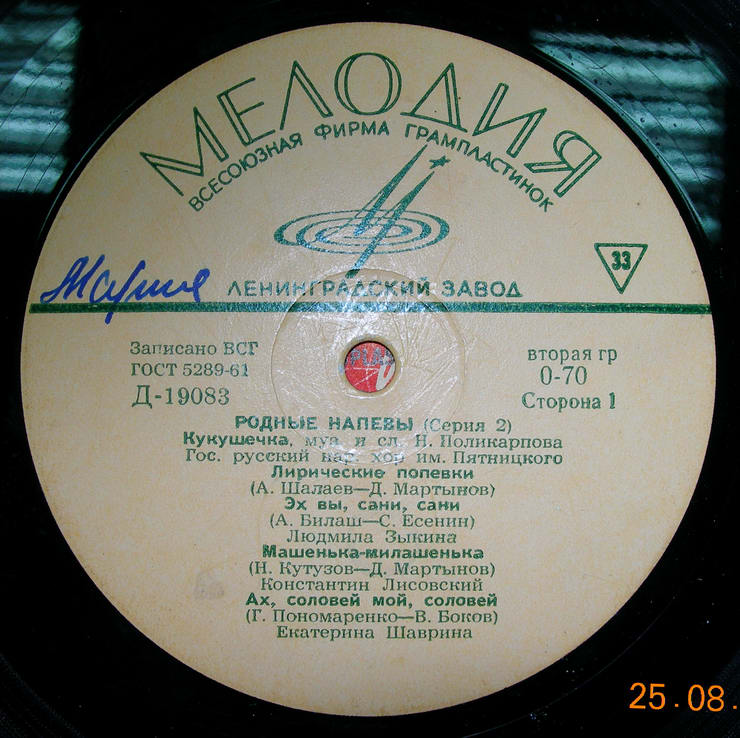 МЕЛОДИЯ
ВСЕСОЮЗНАЯ ФИРМА ГРАМПЛАСТИНОК
33
ЛЕНИНГРАДСКИЙ ЗАВОД
Записано ВСГ
ГОСТ 5289-61
Д-19083
вторая гр
0-70
Сторона 1
РОДНЫЕ НАПЕВЫ (Серия 2)
Кукушечка, муз. и сл. Н. Поликарпова
Гос. русский нар. хор им. Пятницкого
Лирические попевки
(А. Шалаев—Д. Мартынов)
Эх вы, сани, сани
(А. Билаш—С. Есенин)
Людмила Зыкина
Машенька-милашенька
(Н. Кутузов—Д. Мартынов)
Константин Лисовский
Ах, соловей мой, соловей
(Г. Пономаренко—В. Боков)
Екатерина Шаврина
25.08.